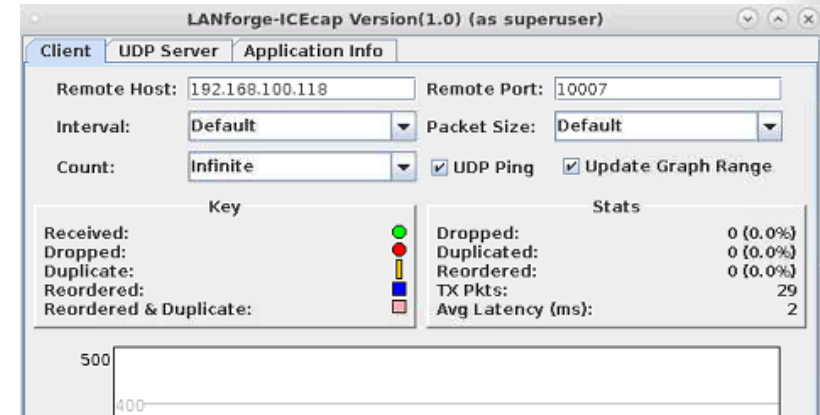 LANforge-ICEcap Version(1.0) (as superuser)
Client UDP Server Application Info
Remote Host: 192.168.100.118 Remote Port: 10007
Interval: Default Packet Size: Default
Count: Infinite UDP Ping Update Graph Range
Key
Received:
Dropped:
Duplicate:
Reordered:
Reordered & Duplicate:
Stats
Dropped: 0 (0.0%)
Duplicated: 0 (0.0%)
Reordered: 0 (0.0%)
TX Pkts: 29
Avg Latency (ms): 2
500
400